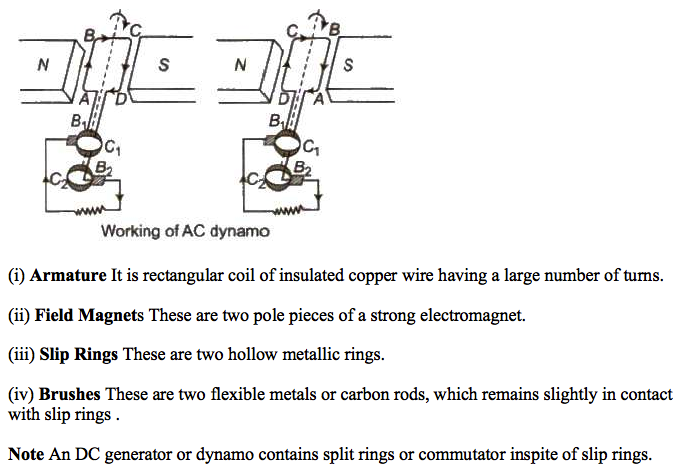 B C
N S
A D
B₁
C₁
B₂
C₂
C B
N S
D A
B₁
C₁
B₂
C₂
Working of AC dynamo
(i) Armature It is rectangular coil of insulated copper wire having a large number of turns.
(ii) Field Magnets These are two pole pieces of a strong electromagnet.
(iii) Slip Rings These are two hollow metallic rings.
(iv) Brushes These are two flexible metals or carbon rods, which remains slightly in contact
with slip rings .
Note An DC generator or dynamo contains split rings or commutator inspite of slip rings.